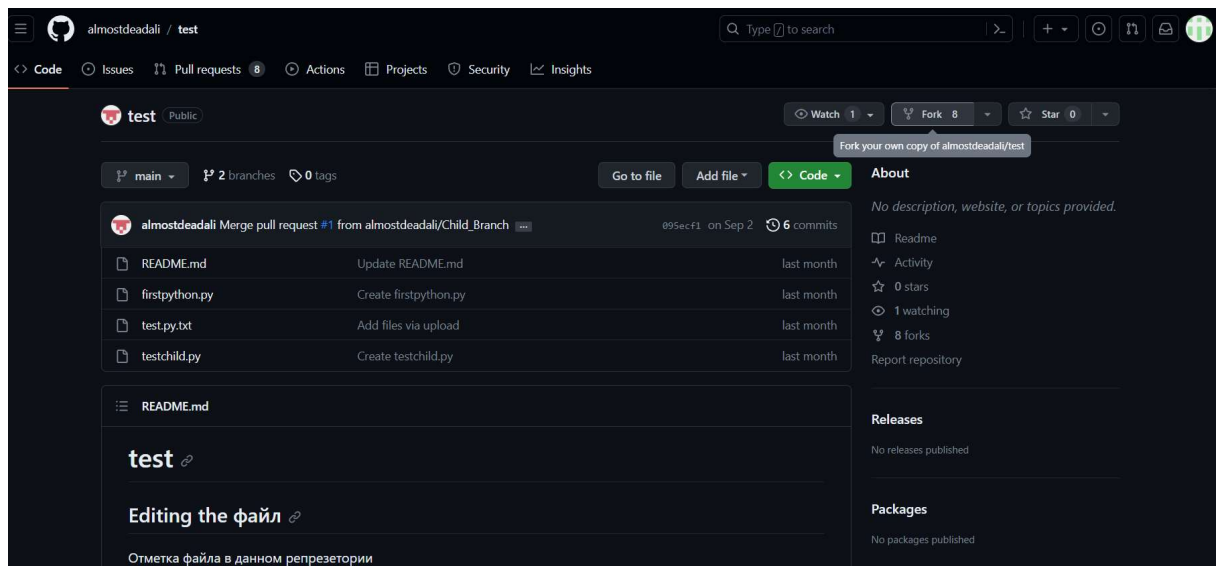 almostdeadali / test
Type / to search
<> Code Issues Pull requests 8 Actions Projects Security Insights
test Public
Watch 1 Fork 8 Star 0
Fork your own copy of almostdeadali/test
main 2 branches 0 tags Go to file Add file <> Code
almostdeadali Merge pull request #1 from almostdeadali/Child_Branch ... 095ecf1 on Sep 2 6 commits
README.md Update README.md last month
firstpython.py Create firstpython.py last month
test.py.txt Add files via upload last month
testchild.py Create testchild.py last month
README.md
test
Editing the файл
Отметка файла в данном репрезетории
About
No description, website, or topics provided.
Readme
Activity
0 stars
1 watching
8 forks
Report repository
Releases
No releases published
Packages
No packages published